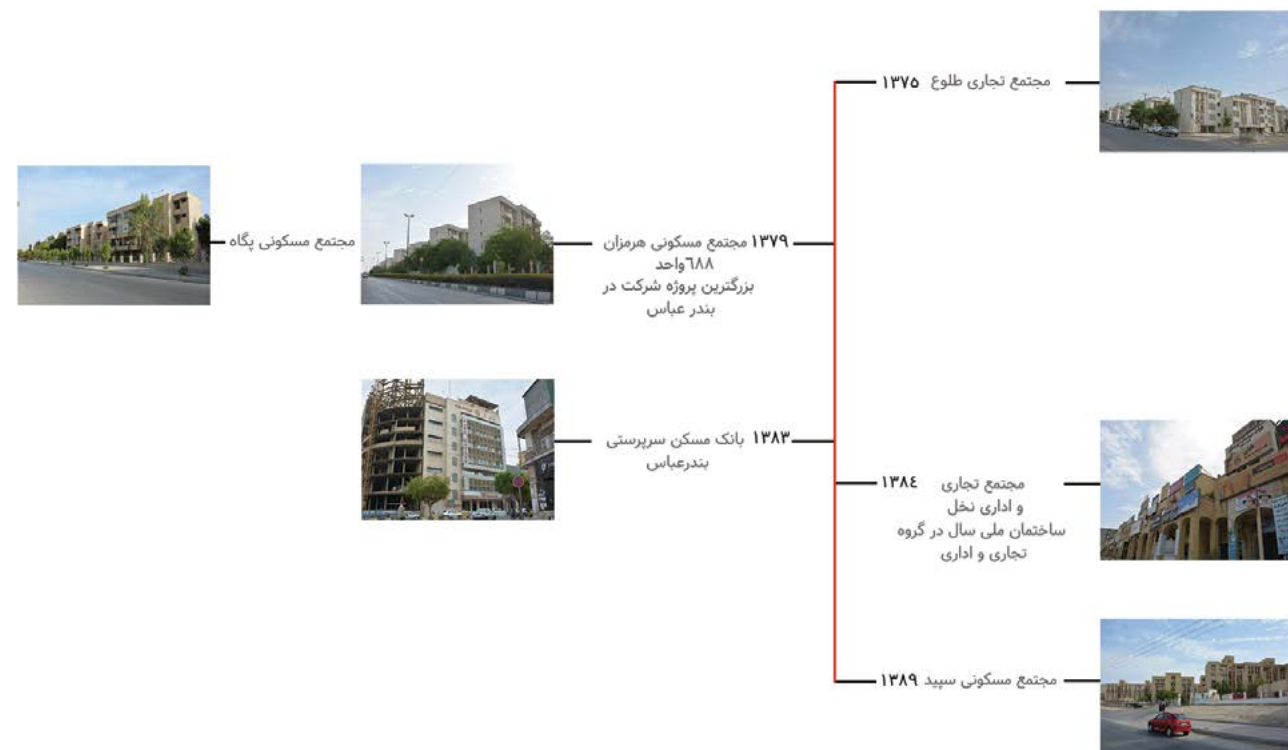 ۱۳۷۵ مجتمع تجاری طلوع
۱۳۷۹ مجتمع مسکونی هرمزان
٦۸۸واحد
بزرگترین پروژه شرکت در
بندر عباس
مجتمع مسکونی پگاه
۱۳۸۳ بانک مسکن سرپرستی
بندرعباس
۱۳۸٤ مجتمع تجاری
و اداری نخل
ساختمان ملی سال در گروه
تجاری و اداری
۱۳۸۹ مجتمع مسکونی سپید